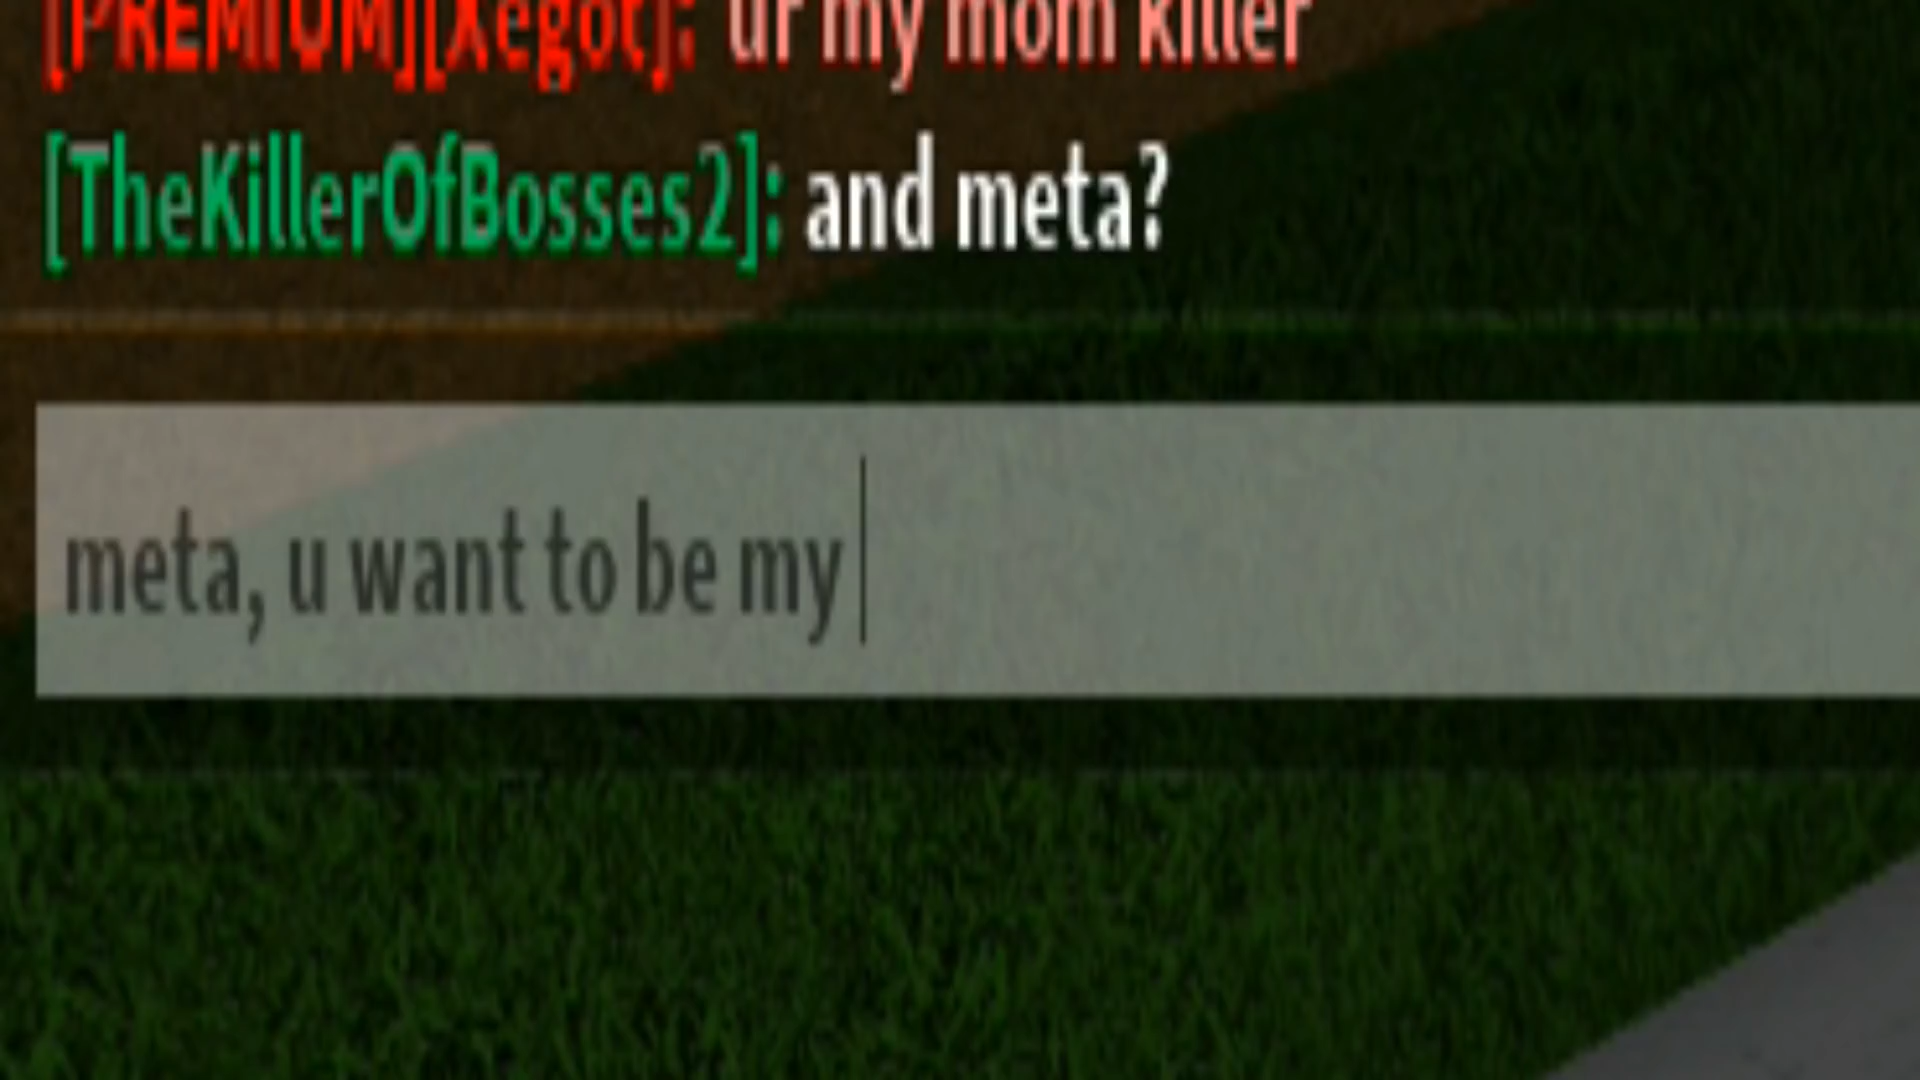 [PREMIUM][Xegot]: ur my mom killer
[TheKillerOfBosses2]: and meta?
meta, u want to be my